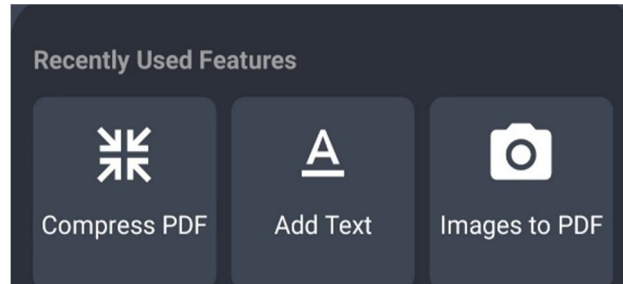 Recently Used Features
Compress PDF
Add Text
Images to PDF